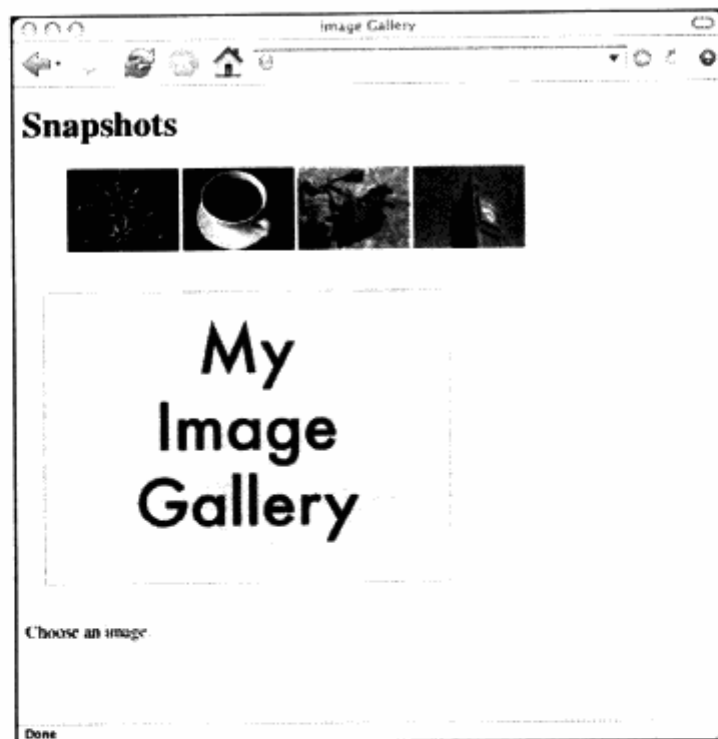 image Gallery
Snapshots
My
Image
Gallery
Choose an image.
Done